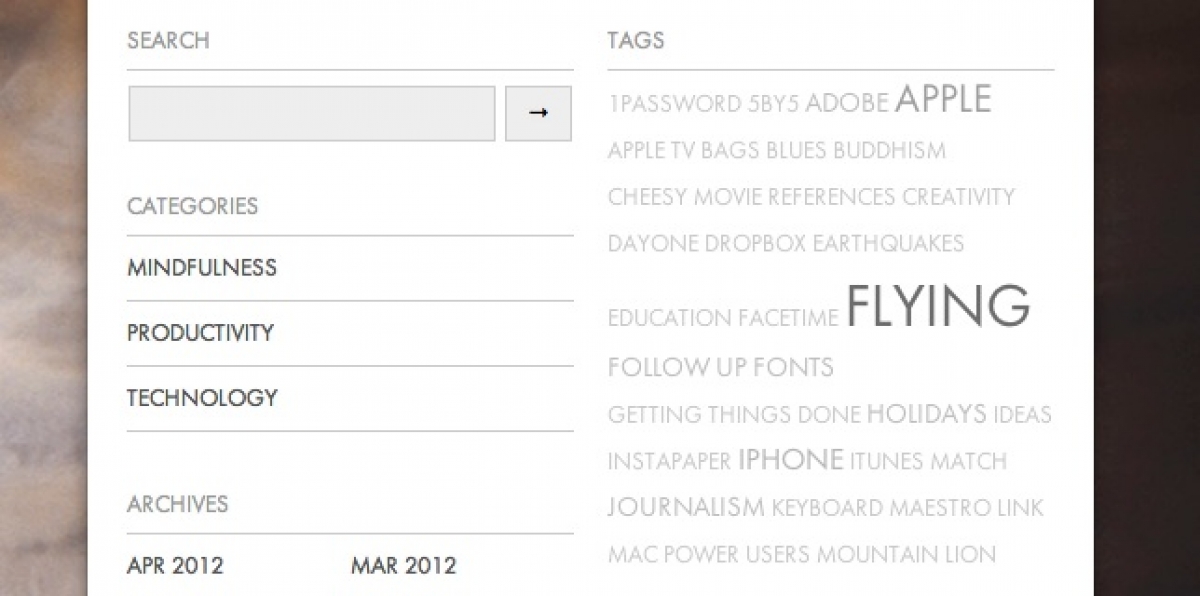 SEARCH
→
CATEGORIES
MINDFULNESS
PRODUCTIVITY
TECHNOLOGY
ARCHIVES
APR 2012 MAR 2012
TAGS
1PASSWORD 5BY5 ADOBE APPLE
APPLE TV BAGS BLUES BUDDHISM
CHEESY MOVIE REFERENCES CREATIVITY
DAYONE DROPBOX EARTHQUAKES
EDUCATION FACETIME FLYING
FOLLOW UP FONTS
GETTING THINGS DONE HOLIDAYS IDEAS
INSTAPAPER IPHONE ITUNES MATCH
JOURNALISM KEYBOARD MAESTRO LINK
MAC POWER USERS MOUNTAIN LION